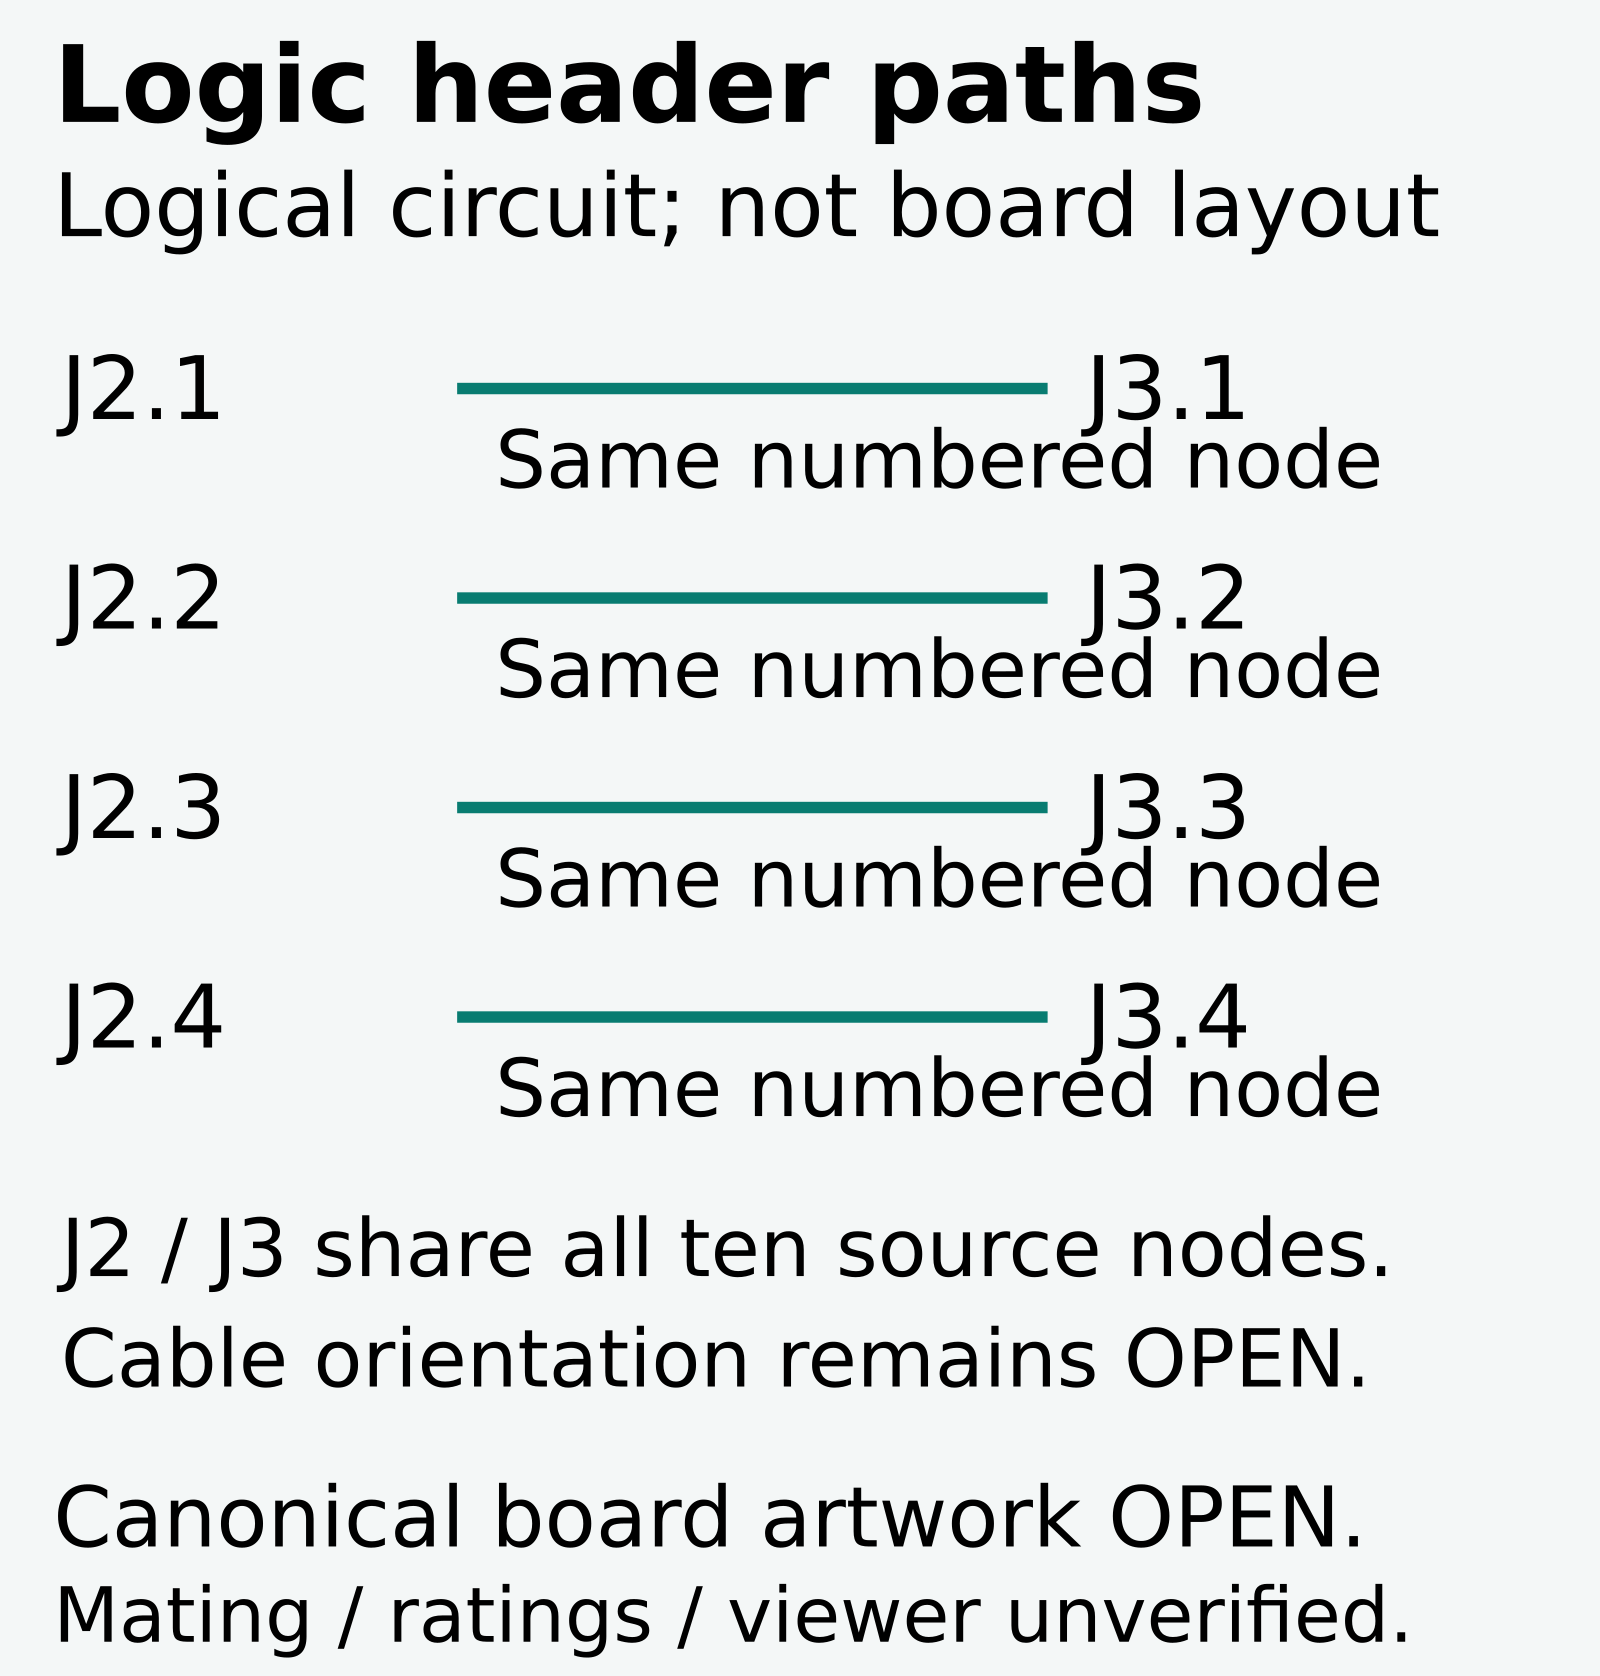 Logic header paths
Logical circuit; not board layout
J2.1 J3.1
Same numbered node
J2.2 J3.2
Same numbered node
J2.3 J3.3
Same numbered node
J2.4 J3.4
Same numbered node
J2 / J3 share all ten source nodes.
Cable orientation remains OPEN.
Canonical board artwork OPEN.
Mating / ratings / viewer unverified.